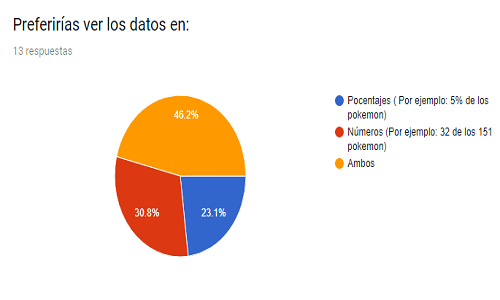 Preferirías ver los datos en:
13 respuestas
46.2%
30.8%
23.1%
Pocentajes ( Por ejemplo: 5% de los
pokemon)
Números (Por ejemplo: 32 de los 151
pokemon)
Ambos